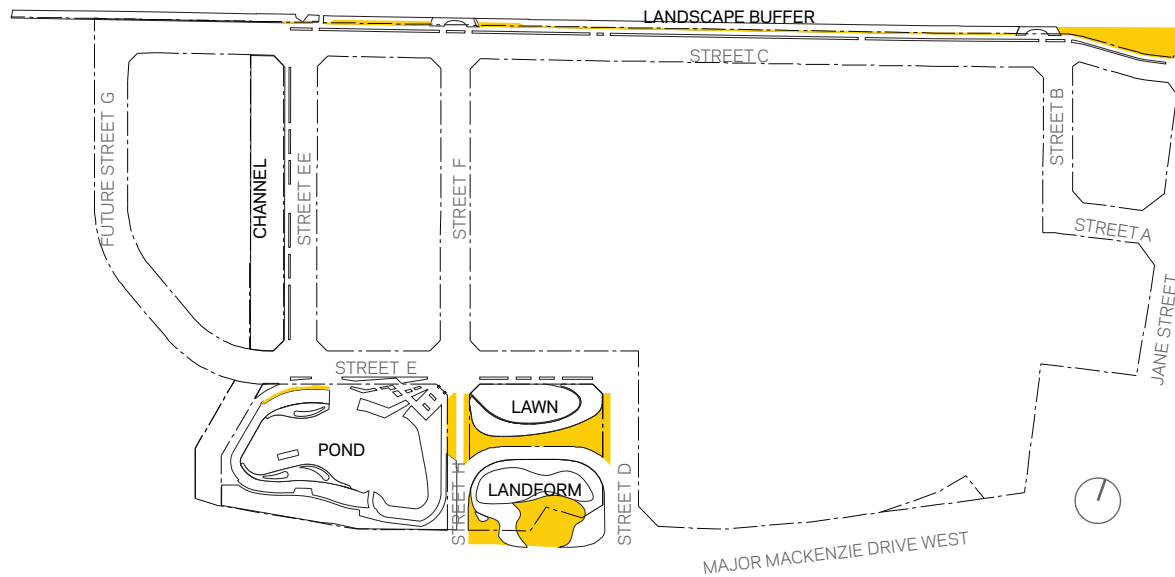 LANDSCAPE BUFFER
STREET C
FUTURE STREET G
CHANNEL
STREET EE
STREET F
STREET B
STREET A
JANE STREET
STREET E
LAWN
POND
STREET H
LANDFORM
STREET D
MAJOR MACKENZIE DRIVE WEST